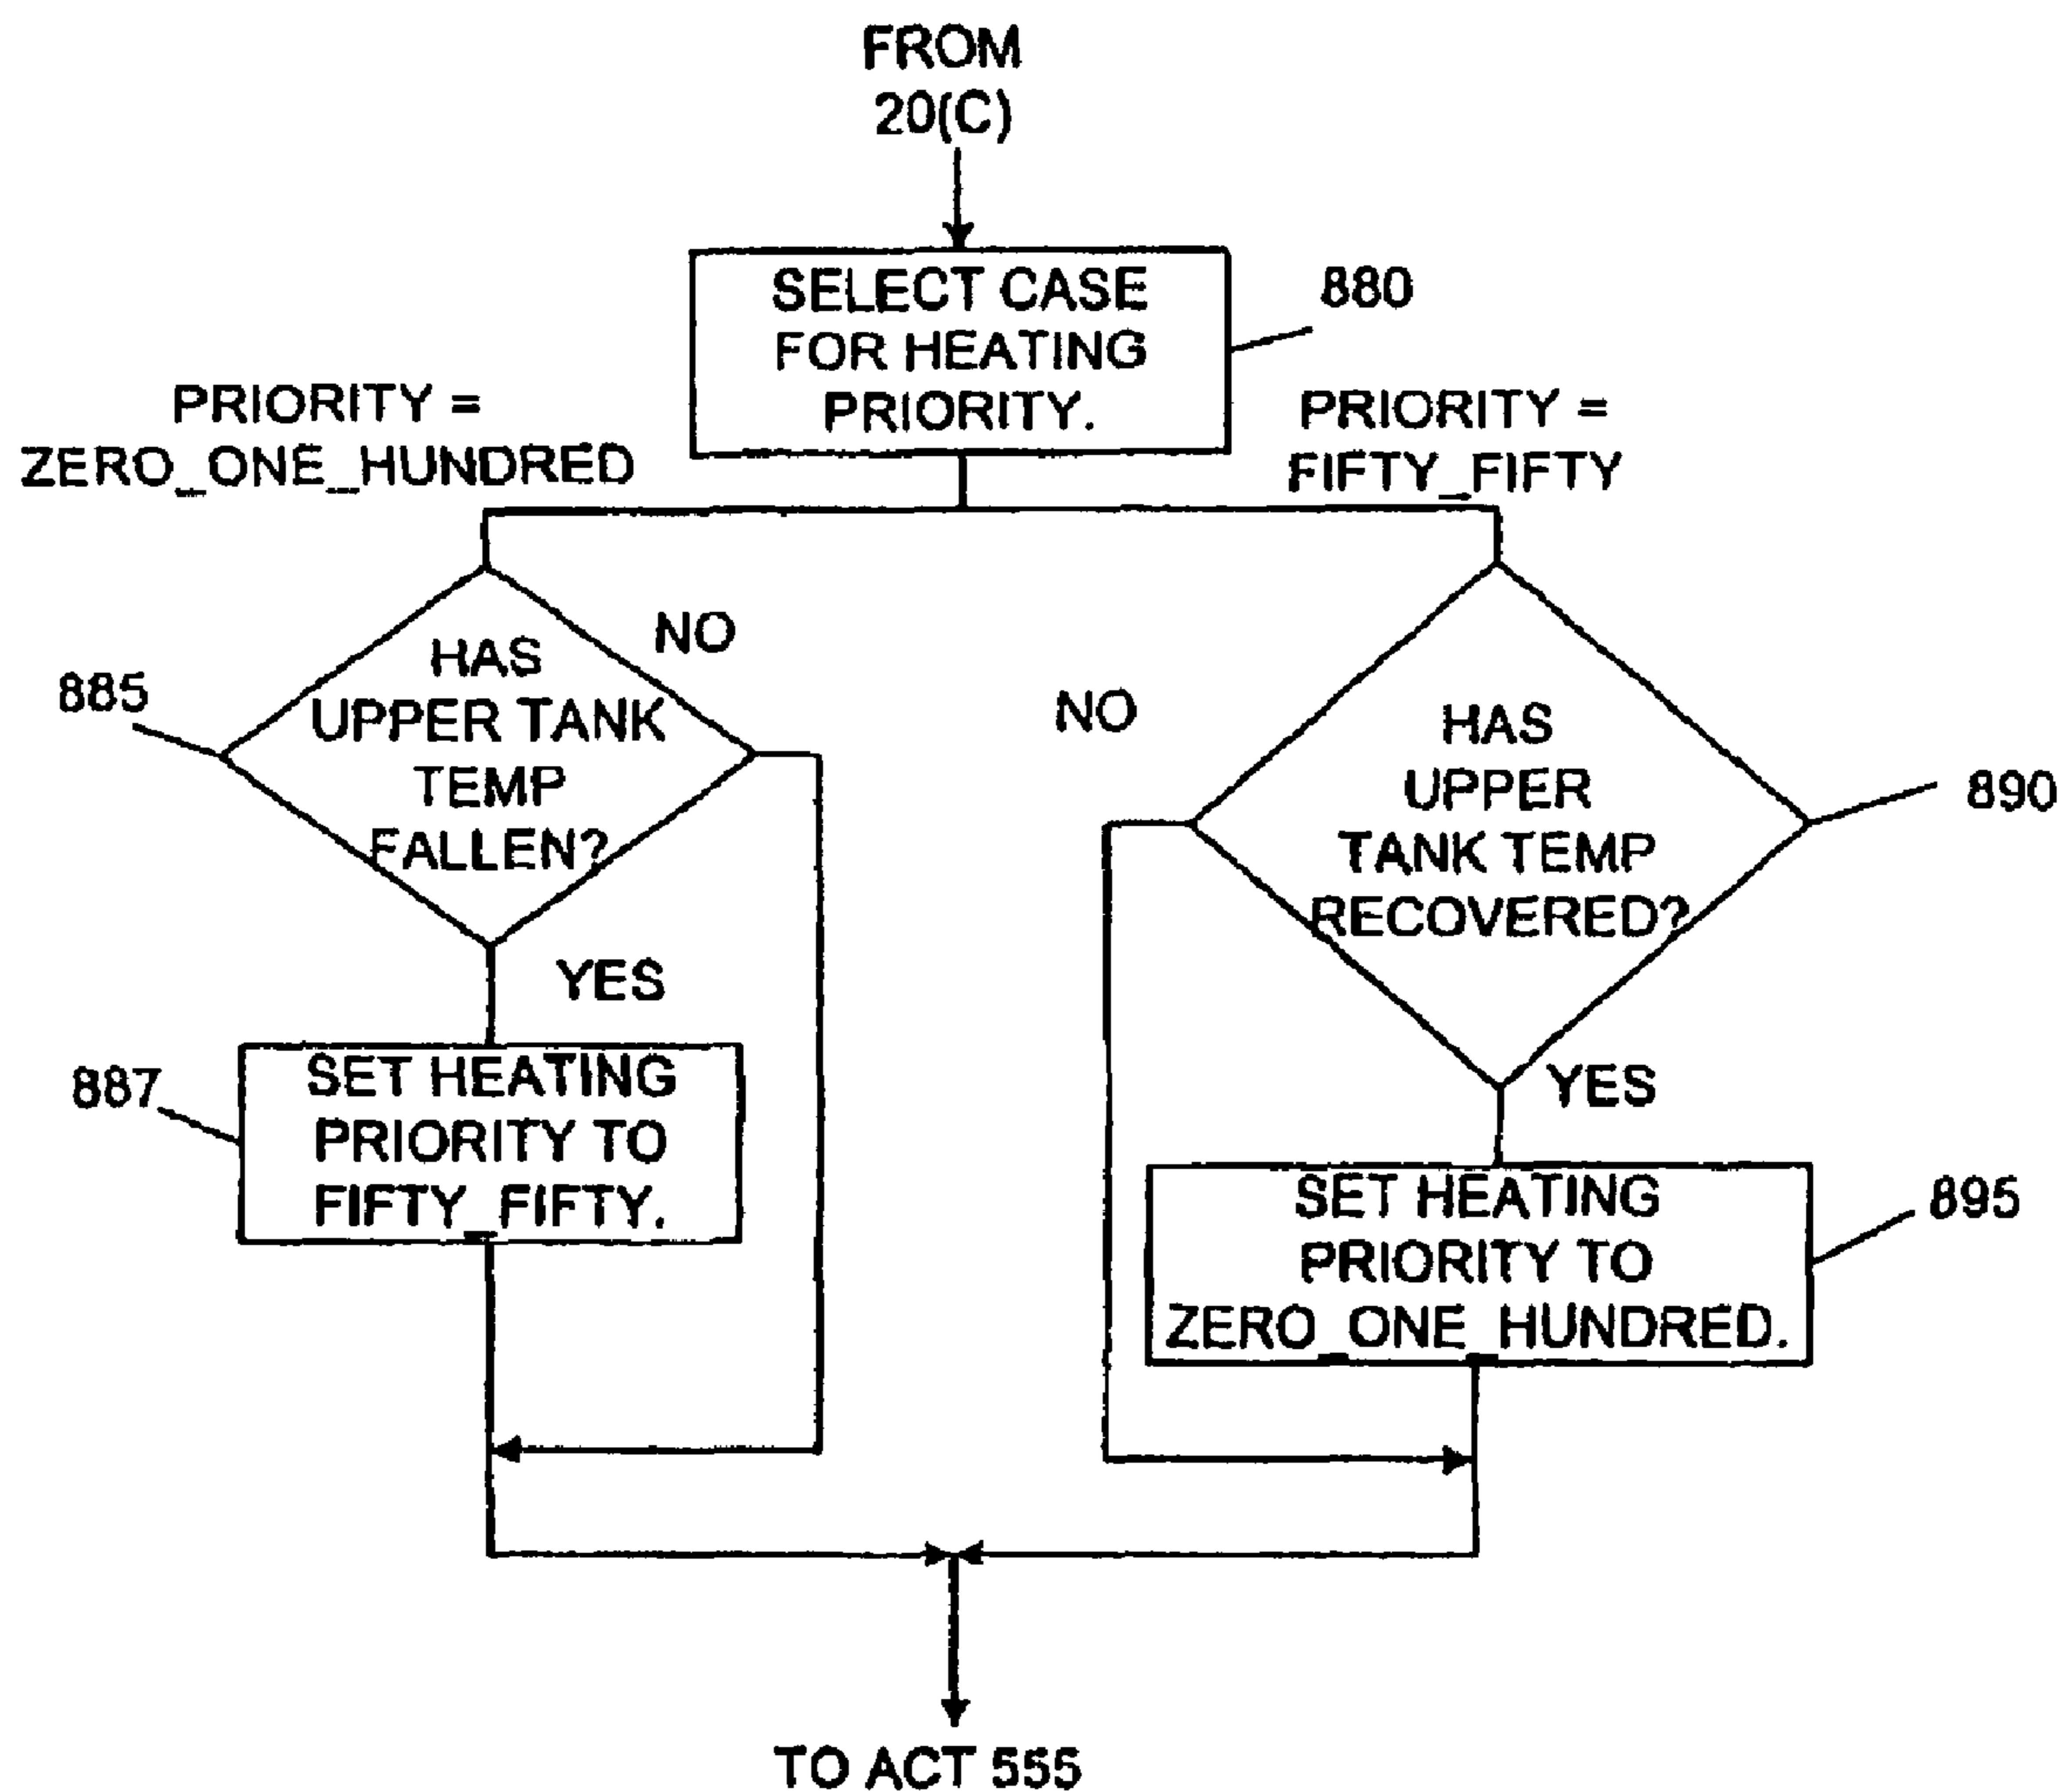 FROM
20(C)
SELECT CASE
FOR HEATING
PRIORITY.
880
PRIORITY =
ZERO_ONE_HUNDRED
PRIORITY =
FIFTY_FIFTY
HAS
UPPER TANK
TEMP
FALLEN?
885
NO
YES
SET HEATING
PRIORITY TO
FIFTY_FIFTY.
887
NO
HAS
UPPER
TANK TEMP
RECOVERED?
890
YES
SET HEATING
PRIORITY TO
ZERO_ONE_HUNDRED.
895
TO ACT 555